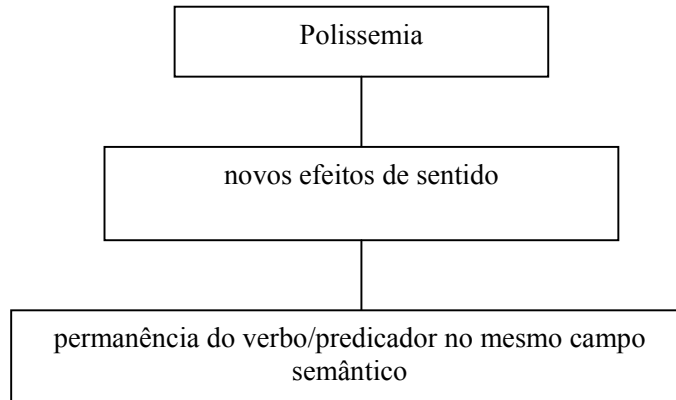 Polissemia
novos efeitos de sentido
permanência do verbo/predicador no mesmo campo
semântico